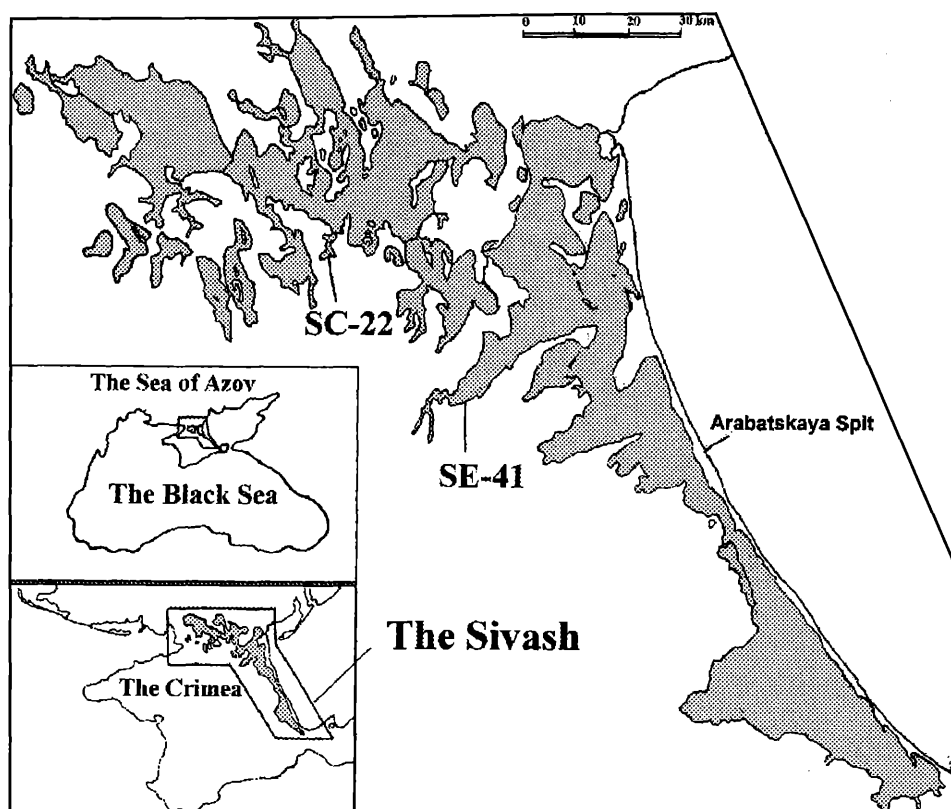 0 10 20 30 km
SC-22
The Sea of Azov
Arabatskaya Spit
SE-41
The Black Sea
The Sivash
The Crimea